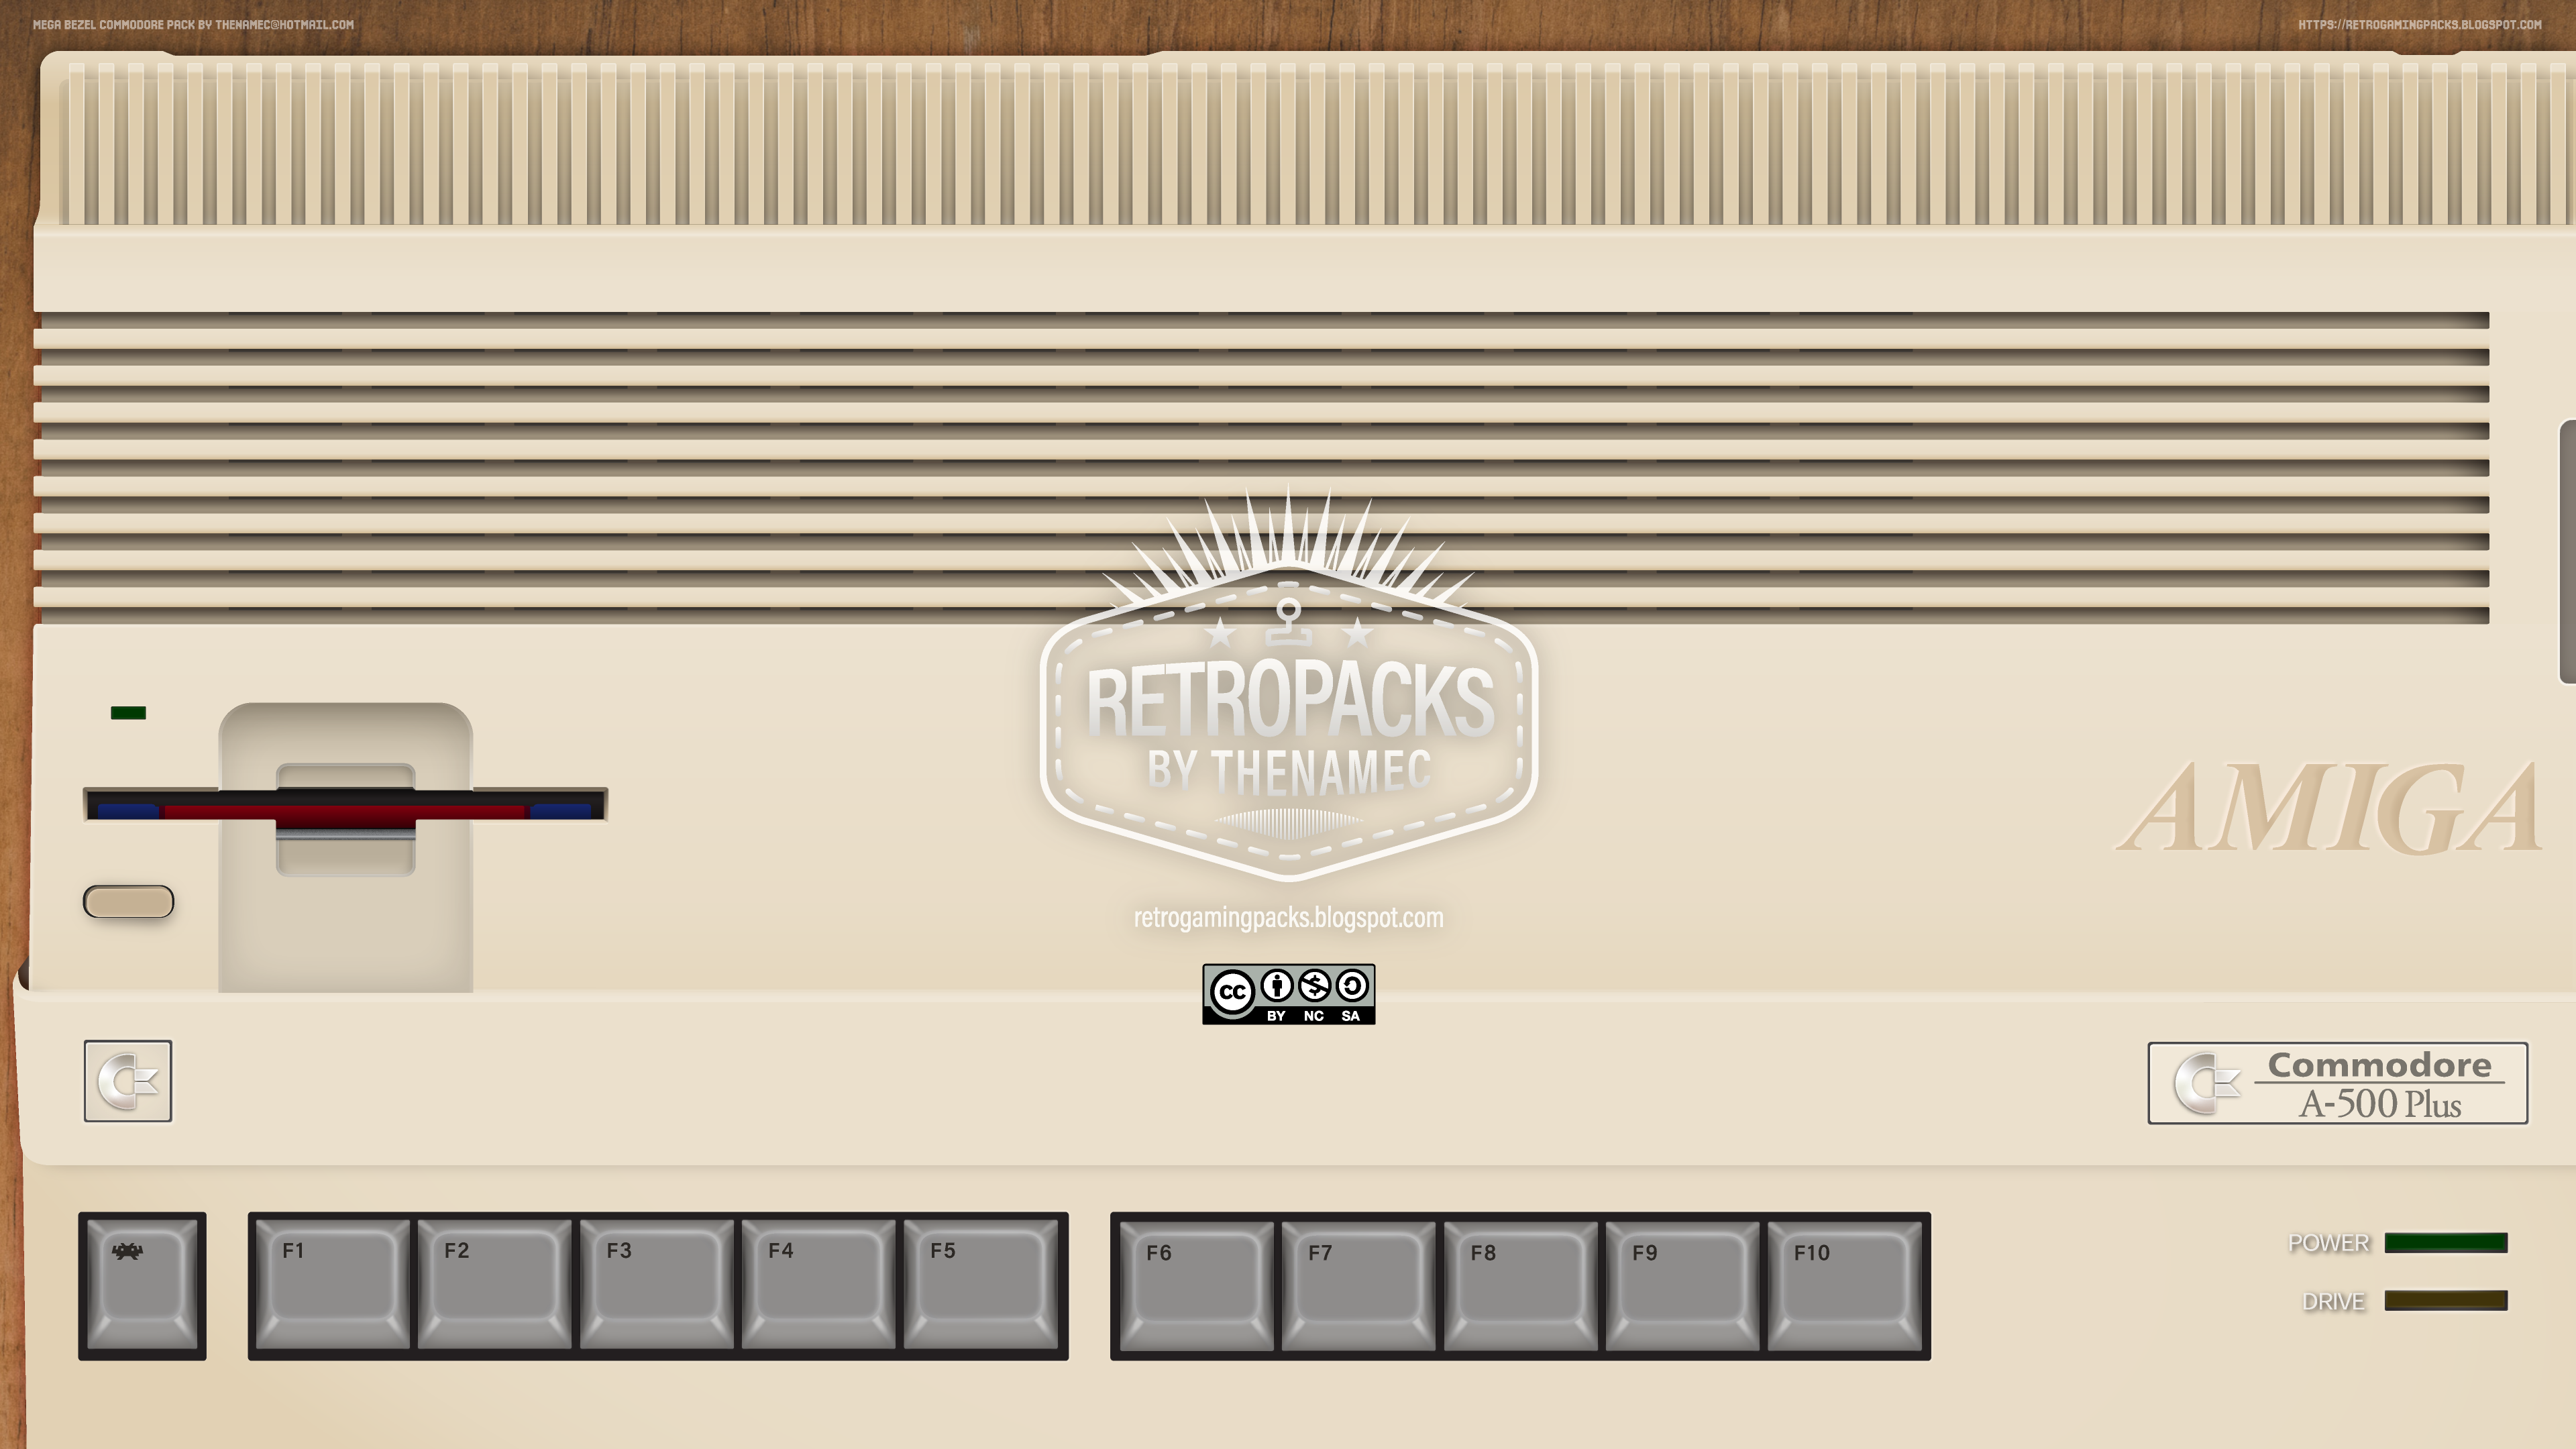 MEGA BEZEL COMMODORE PACK BY THENAMEC@HOTMAIL.COM
HTTPS://RETROGAMINGPACKS.BLOGSPOT.COM
RETROPACKS
BY THENAMEC
AMIGA
retrogamingpacks.blogspot.com
CC
BY NC SA
Commodore
A-500 Plus
F1 F2 F3 F4 F5 F6 F7 F8 F9 F10
POWER
DRIVE